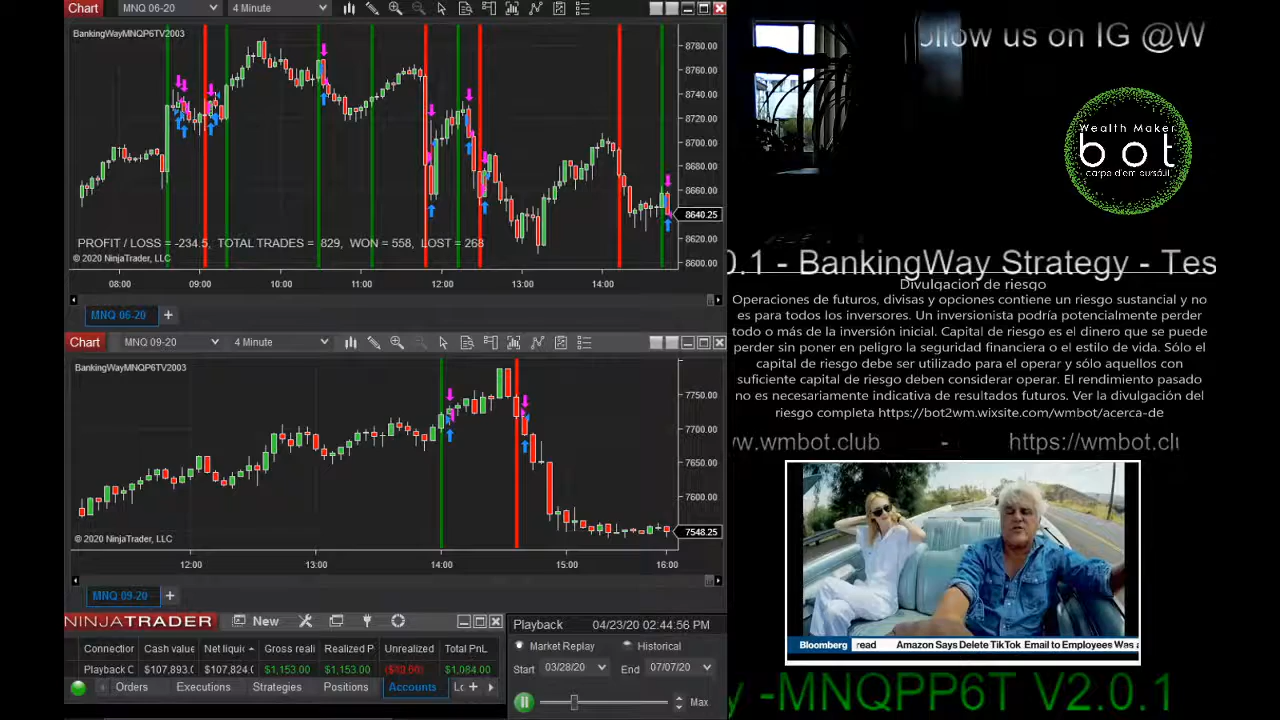 Chart MNQ 06-20 4 Minute
BankingWayMNQP6TV2003
8780.00
8760.00
8740.00
8720.00
8700.00
8680.00
8660.00
8640.25
8620.00
8600.00
PROFIT / LOSS = -234.5, TOTAL TRADES = 829, WON = 558, LOST = 268
© 2020 NinjaTrader, LLC
08:00 09:00 10:00 11:00 12:00 13:00 14:00
MNQ 06-20 +
Chart MNQ 09-20 4 Minute
BankingWayMNQP6TV2003
7750.00
7700.00
7650.00
7600.00
7548.25
© 2020 NinjaTrader, LLC
12:00 13:00 14:00 15:00 16:00
MNQ 09-20 +
NINJATRADER New
Connection Cash value Net liquic Gross reali Realized P Unrealized Total PnL
Playback C $107,893. $107,824. $1,153.00 $1,153.00 $1,084.00
Orders Executions Strategies Positions Accounts Lo +
Playback 04/23/20 02:44:56 PM
Market Replay Historical
Start 03/28/20 End 07/07/20
Max
ollow us on IG @W
Wealth Maker
bot
0.1 - BankingWay Strategy - Tes
Divulgacion de riesgo
Operaciones de futuros, divisas y opciones contiene un riesgo sustancial y no
es para todos los inversores. Un inversionista podría potencialmente perder
todo o más de la inversión inicial. Capital de riesgo es el dinero que se puede
perder sin poner en peligro la seguridad financiera o el estilo de vida. Sólo el
capital de riesgo debe ser utilizado para el operar y sólo aquellos con
suficiente capital de riesgo deben considerar operar. El rendimiento pasado
no es necesariamente indicativa de resultados futuros. Ver la divulgación del
riesgo completa https://bot2wm.wixsite.com/wmbot/acerca-de
ww.wmbot.club - https://wmbot.cl
Bloomberg read Amazon Says Delete TikTok Email to Employees Was a
y -MNQPP6T V2.0.1